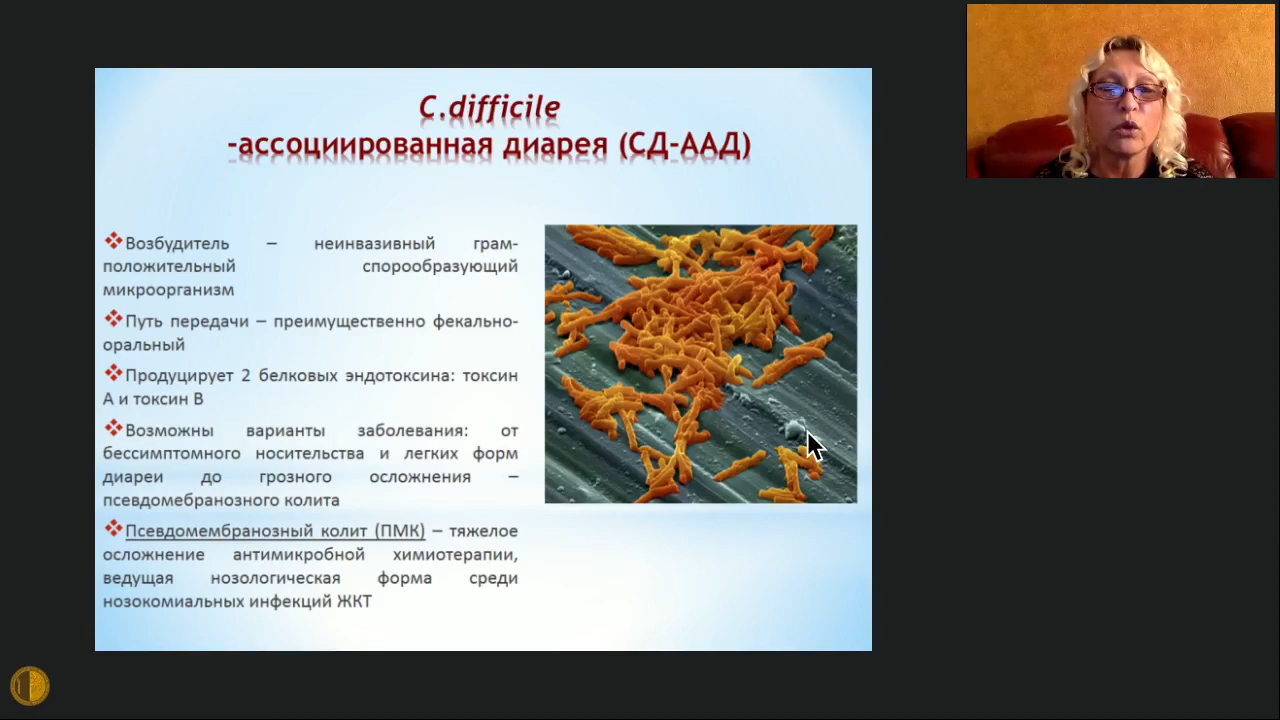 C.difficile
-ассоциированная диарея (СД-ААД)
Возбудитель – неинвазивный грам-
положительный спорообразующий
микроорганизм
Путь передачи – преимущественно фекально-
оральный
Продуцирует 2 белковых эндотоксина: токсин
А и токсин В
Возможны варианты заболевания: от
бессимптомного носительства и легких форм
диареи до грозного осложнения –
псевдомебранозного колита
Псевдомембранозный колит (ПМК) – тяжелое
осложнение антимикробной химиотерапии,
ведущая нозологическая форма среди
нозокомиальных инфекций ЖКТ